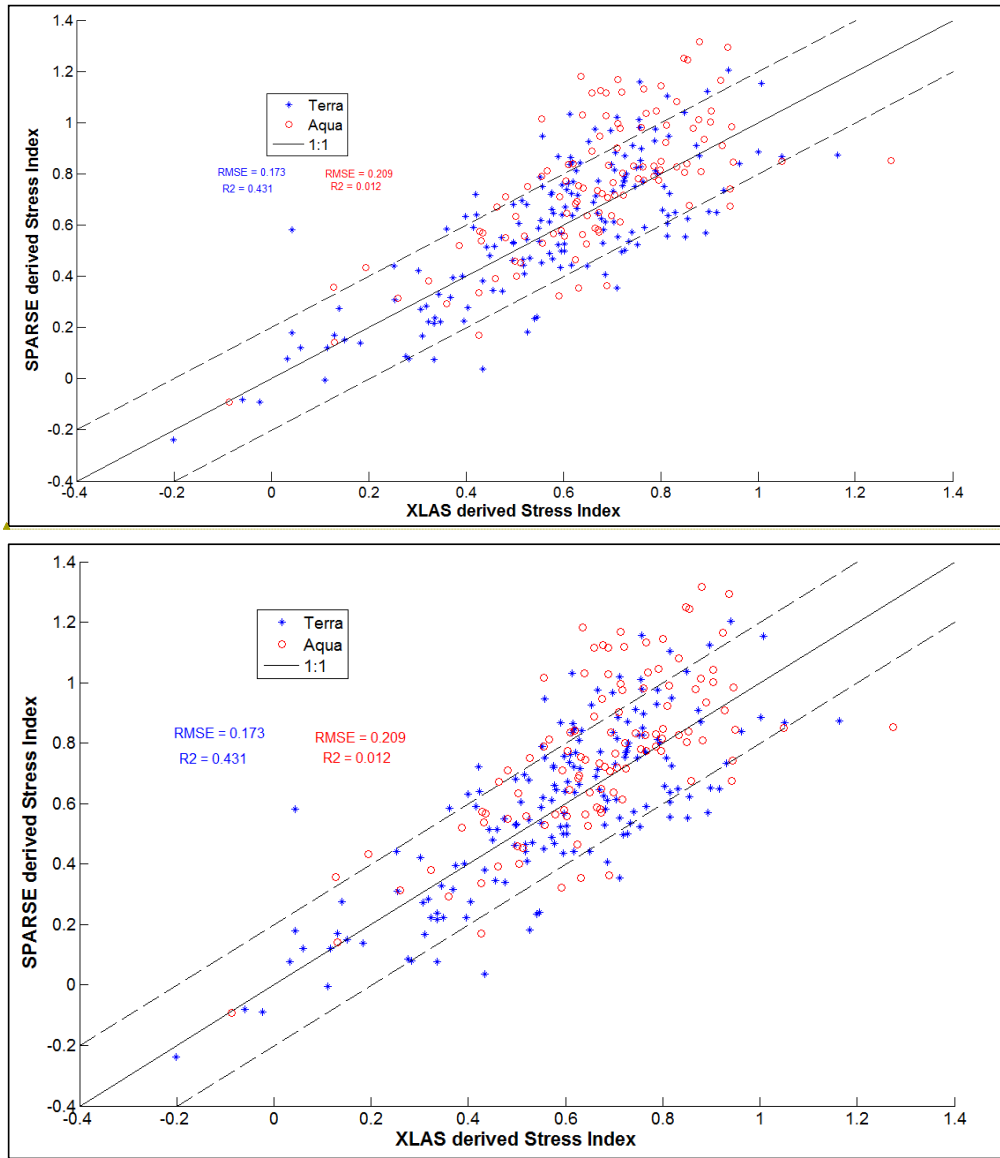 1.4
1.2
1
0.8
0.6
0.4
0.2
0
-0.2
-0.4
SPARSE derived Stress Index
Terra
Aqua
1:1
RMSE = 0.173 RMSE = 0.209
R2 = 0.431 R2 = 0.012
-0.4 -0.2 0 0.2 0.4 0.6 0.8 1 1.2 1.4
XLAS derived Stress Index
1.4
1.2
1
0.8
0.6
0.4
0.2
0
-0.2
-0.4
SPARSE derived Stress Index
Terra
Aqua
1:1
RMSE = 0.173 RMSE = 0.209
R2 = 0.431 R2 = 0.012
-0.4 -0.2 0 0.2 0.4 0.6 0.8 1 1.2 1.4
XLAS derived Stress Index